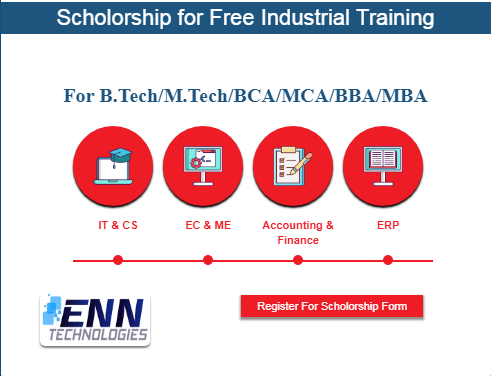 Scholorship for Free Industrial Training
For B.Tech/M.Tech/BCA/MCA/BBA/MBA
IT & CS
EC & ME
Accounting &
Finance
ERP
ENN
TECHNOLOGIES
Register For Scholorship Form